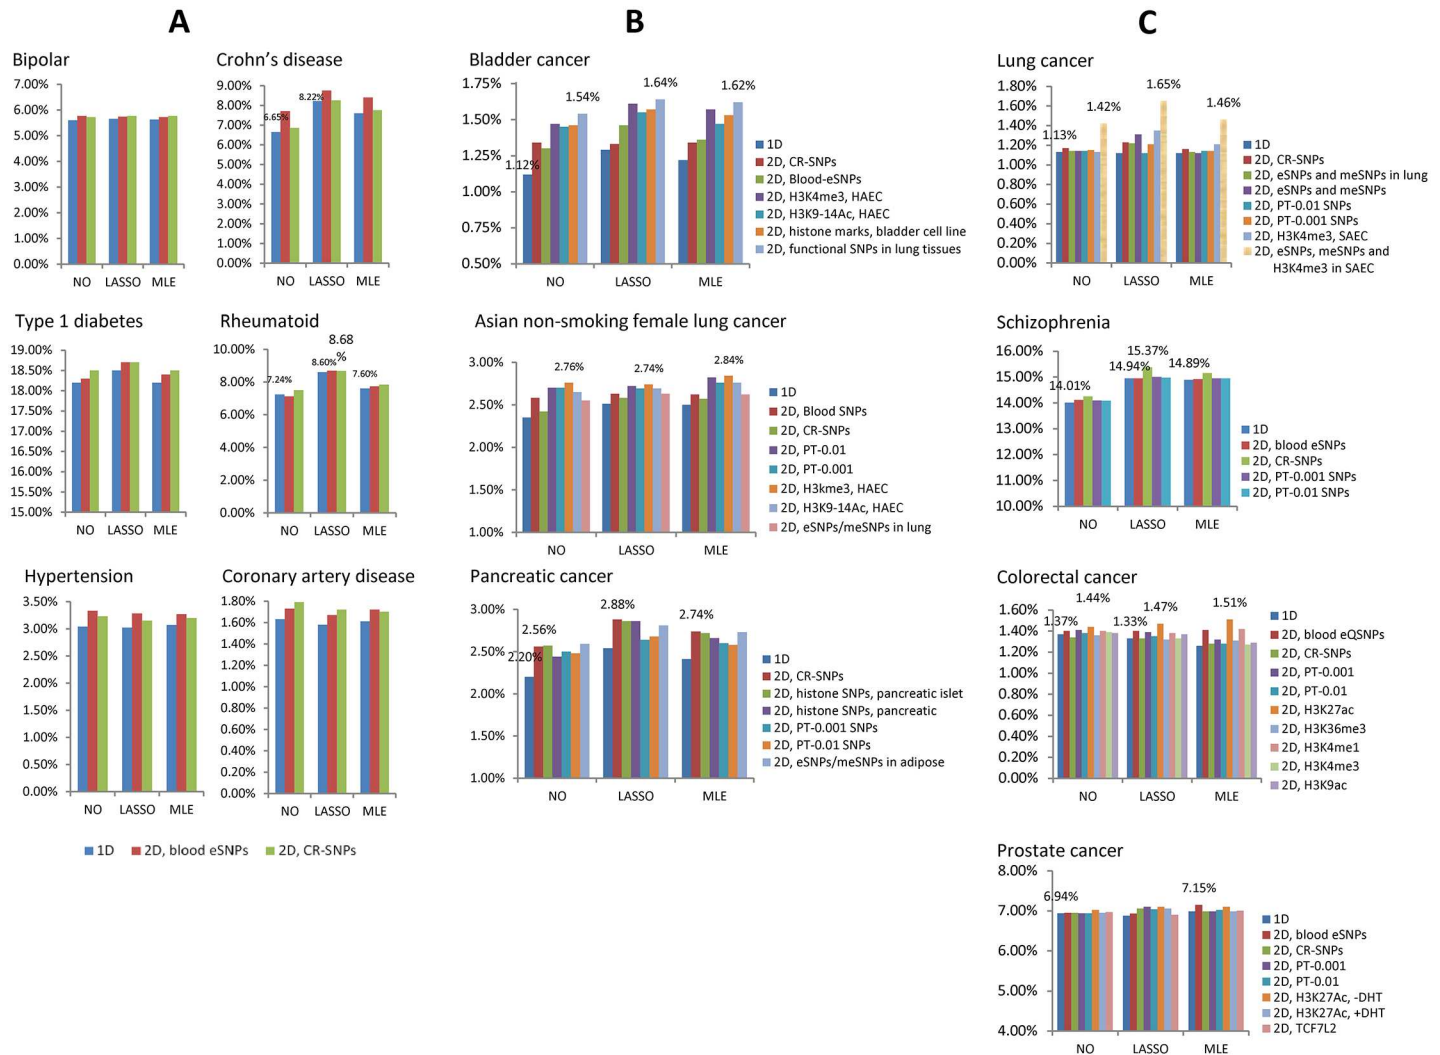 A
B
C
Bipolar
7.00%
6.00%
5.00%
4.00%
3.00%
2.00%
1.00%
0.00%
NO LASSO MLE
Crohn's disease
9.00%
8.00%
7.00%
6.00%
5.00%
4.00%
3.00%
2.00%
1.00%
0.00%
6.65%
8.22%
NO LASSO MLE
Type 1 diabetes
19.00%
18.50%
18.00%
17.50%
17.00%
16.50%
16.00%
15.50%
15.00%
NO LASSO MLE
Rheumatoid
10.00%
8.00%
6.00%
4.00%
2.00%
0.00%
7.24%
8.60%
8.68
%
7.60%
NO LASSO MLE
Hypertension
3.50%
3.00%
2.50%
2.00%
1.50%
1.00%
0.50%
0.00%
NO LASSO MLE
Coronary artery disease
1.80%
1.60%
1.40%
1.20%
1.00%
0.80%
0.60%
0.40%
0.20%
0.00%
NO LASSO MLE
1D 2D, blood eSNPs 2D, CR-SNPs
Bladder cancer
1.75%
1.50%
1.25%
1.00%
0.75%
0.50%
1.12%
1.54%
1.64%
1.62%
NO LASSO MLE
1D
2D, CR-SNPs
2D, Blood-eSNPs
2D, H3K4me3, HAEC
2D, H3K9-14Ac, HAEC
2D, histone marks, bladder cell line
2D, functional SNPs in lung tissues
Asian non-smoking female lung cancer
3.00%
2.50%
2.00%
1.50%
1.00%
2.76%
2.74%
2.84%
NO LASSO MLE
1D
2D, Blood SNPs
2D, CR-SNPs
2D, PT-0.01
2D, PT-0.001
2D, H3kme3, HAEC
2D, H3K9-14Ac, HAEC
2D, eSNPs/meSNPs in lung
Pancreatic cancer
3.00%
2.50%
2.00%
1.50%
1.00%
2.20%
2.56%
2.88%
2.74%
NO LASSO MLE
1D
2D, CR-SNPs
2D, histone SNPs, pancreatic islet
2D, histone SNPs, pancreatic
2D, PT-0.001 SNPs
2D, PT-0.01 SNPs
2D, eSNPs/meSNPs in adipose
Lung cancer
1.80%
1.60%
1.40%
1.20%
1.00%
0.80%
0.60%
0.40%
0.20%
0.00%
1.13%
1.42%
1.65%
1.46%
NO LASSO MLE
1D
2D, CR-SNPs
2D, eSNPs and meSNPs in lung
2D, eSNPs and meSNPs
2D, PT-0.01 SNPs
2D, PT-0.001 SNPs
2D, H3K4me3, SAEC
2D, eSNPs, meSNPs and
H3K4me3 in SAEC
Schizophrenia
16.00%
15.00%
14.00%
13.00%
12.00%
11.00%
10.00%
14.01%
14.94%
15.37%
14.89%
NO LASSO MLE
1D
2D, blood eSNPs
2D, CR-SNPs
2D, PT-0.001 SNPs
2D, PT-0.01 SNPs
Colorectal cancer
1.60%
1.40%
1.20%
1.00%
0.80%
0.60%
0.40%
0.20%
0.00%
1.37%
1.44%
1.33%
1.47%
1.51%
NO LASSO MLE
1D
2D, blood eQSNPs
2D, CR-SNPs
2D, PT-0.001
2D, PT-0.01
2D, H3K27ac
2D, H3K36me3
2D, H3K4me1
2D, H3K4me3
2D, H3K9ac
Prostate cancer
8.00%
7.00%
6.00%
5.00%
4.00%
6.94%
7.15%
NO LASSO MLE
1D
2D, blood eSNPs
2D, CR-SNPs
2D, PT-0.001
2D, PT-0.01
2D, H3K27Ac, -DHT
2D, H3K27Ac, +DHT
2D, TCF7L2